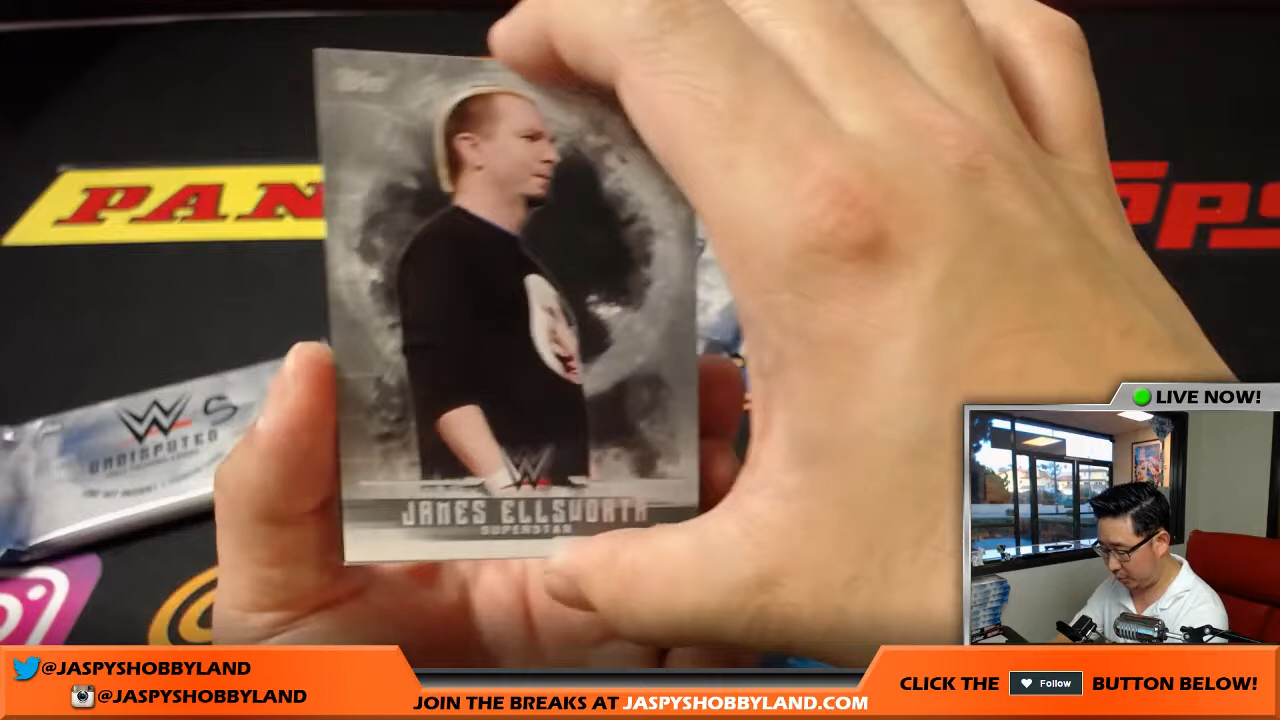 Topps
PAN
PPS
W
UNDISPUTED
W
JAMES ELLSWORTH
SUPERSTAR
LIVE NOW!
@JASPYSHOBBYLAND
@JASPYSHOBBYLAND
JOIN THE BREAKS AT JASPYSHOBBYLAND.COM
CLICK THE Follow BUTTON BELOW!